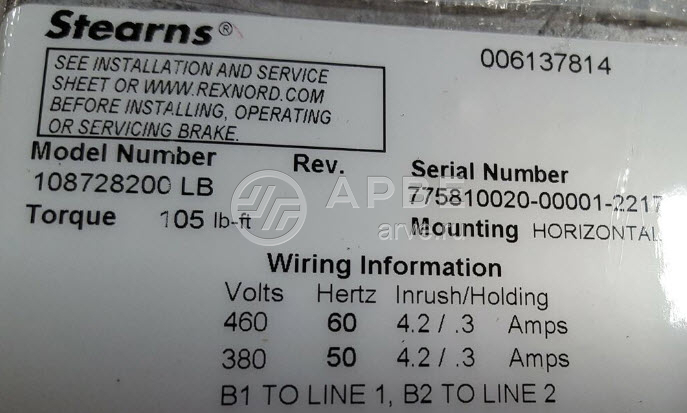 Stearns®
006137814
SEE INSTALLATION AND SERVICE
SHEET OR WWW.REXNORD.COM
BEFORE INSTALLING, OPERATING
OR SERVICING BRAKE.
Model Number Rev. Serial Number
108728200 LB 775810020-00001-2217
Torque 105 lb-ft Mounting HORIZONTAL
Wiring Information
Volts Hertz Inrush/Holding
460 60 4.2 / .3 Amps
380 50 4.2 / .3 Amps
B1 TO LINE 1, B2 TO LINE 2